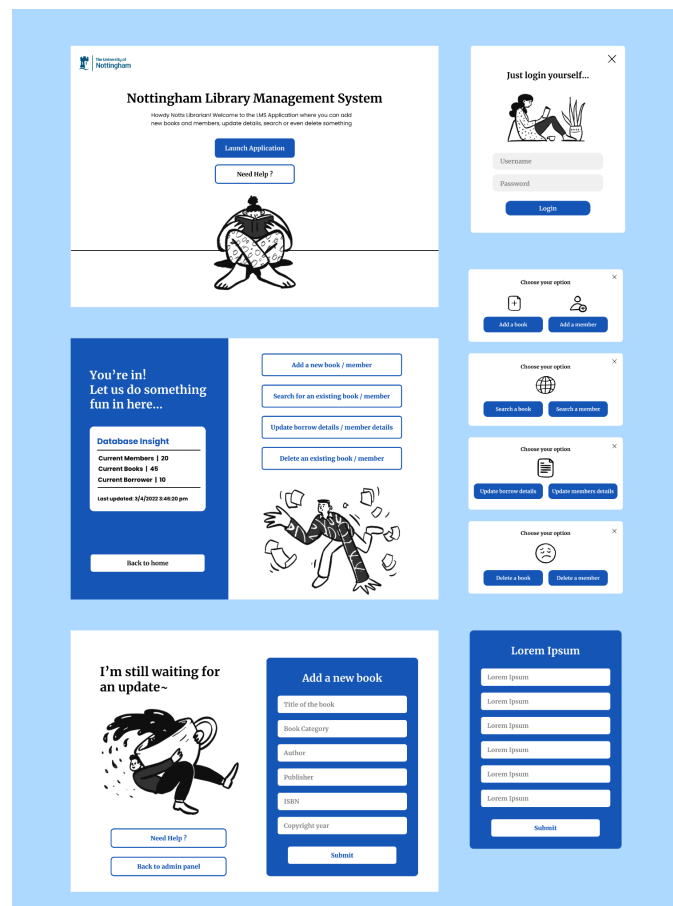 The University of
Nottingham
Nottingham Library Management System
Howdy Notts Librarian! Welcome to the LMS Application where you can add
new books and members, update details, search or even delete something
Launch Application
Need Help ?
Just login yourself...
Username
Password
Login
Choose your option
Add a book
Add a member
Choose your option
Search a book
Search a member
Choose your option
Update borrow details
Update members details
Choose your option
Delete a book
Delete a member
You're in!
Let us do something
fun in here...
Database Insight
Current Members | 20
Current Books | 45
Current Borrower | 10
Last updated: 3/4/2022 3:46:20 pm
Back to home
Add a new book / member
Search for an existing book / member
Update borrow details / member details
Delete an existing book / member
I'm still waiting for
an update~
Need Help ?
Back to admin panel
Add a new book
Title of the book
Book Category
Author
Publisher
ISBN
Copyright year
Submit
Lorem Ipsum
Lorem Ipsum
Lorem Ipsum
Lorem Ipsum
Lorem Ipsum
Lorem Ipsum
Lorem Ipsum
Submit